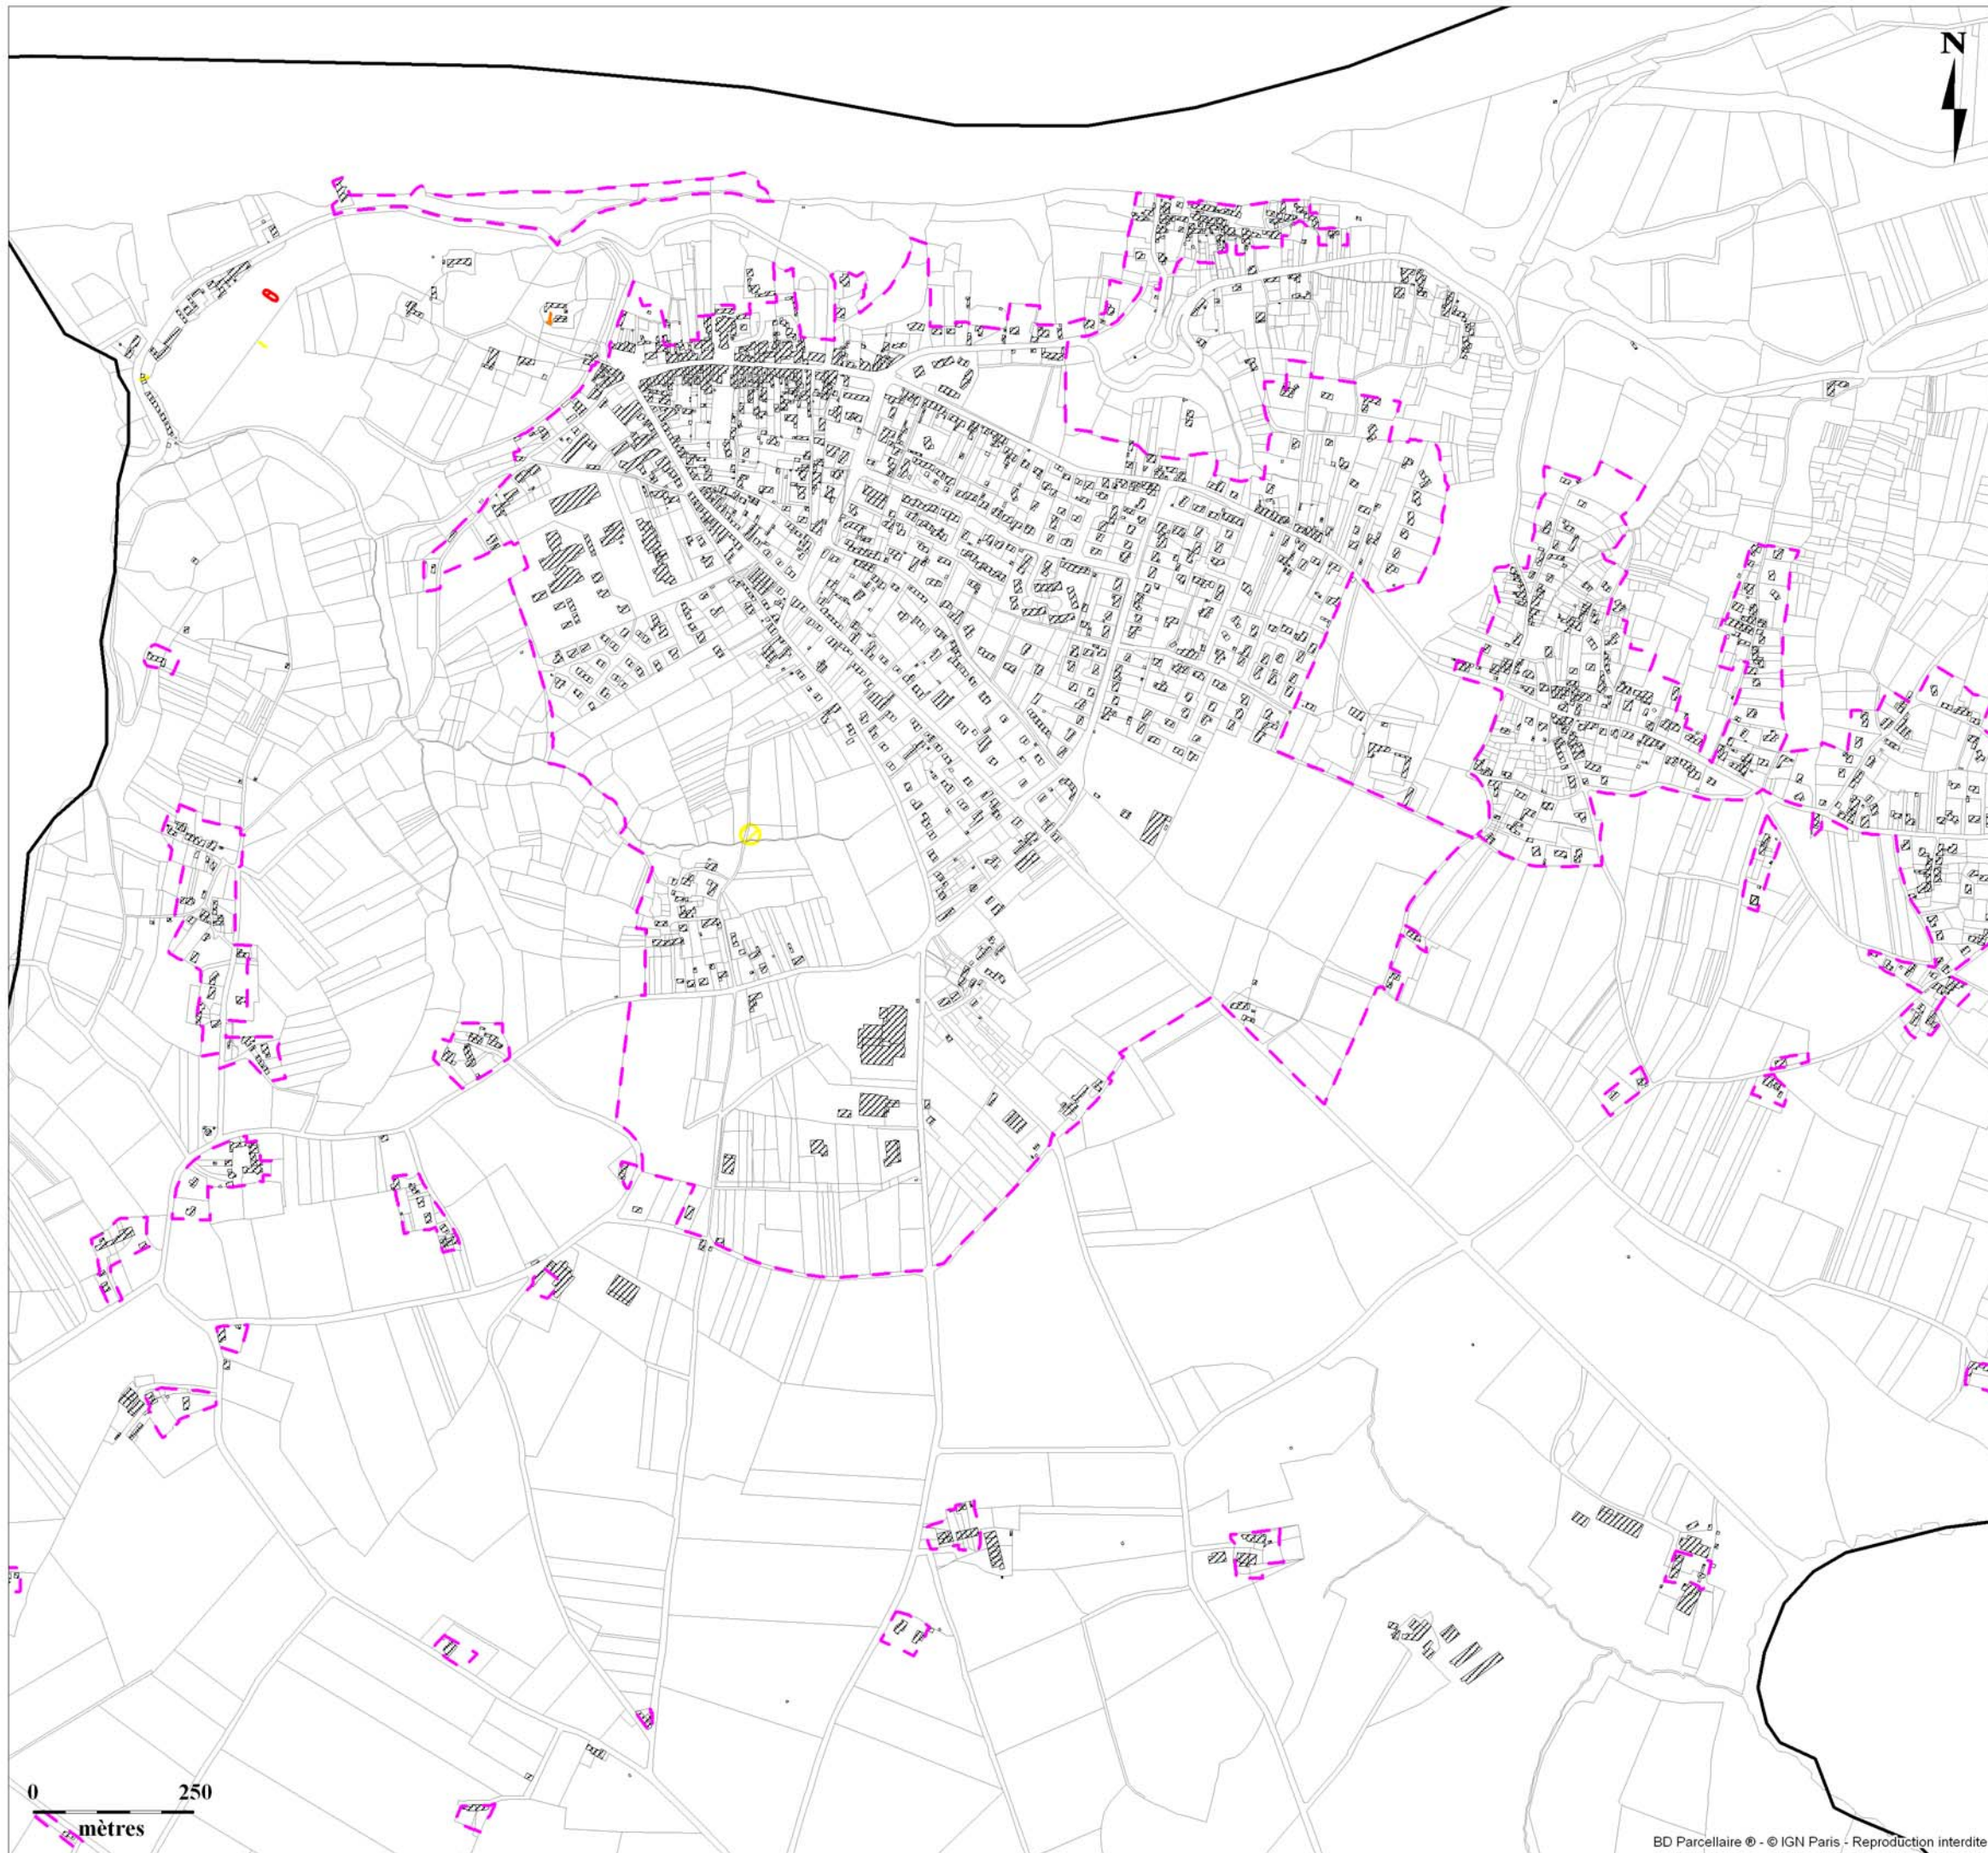 N
0 250
mètres
BD Parcellaire ® - © IGN Paris - Reproduction interdite